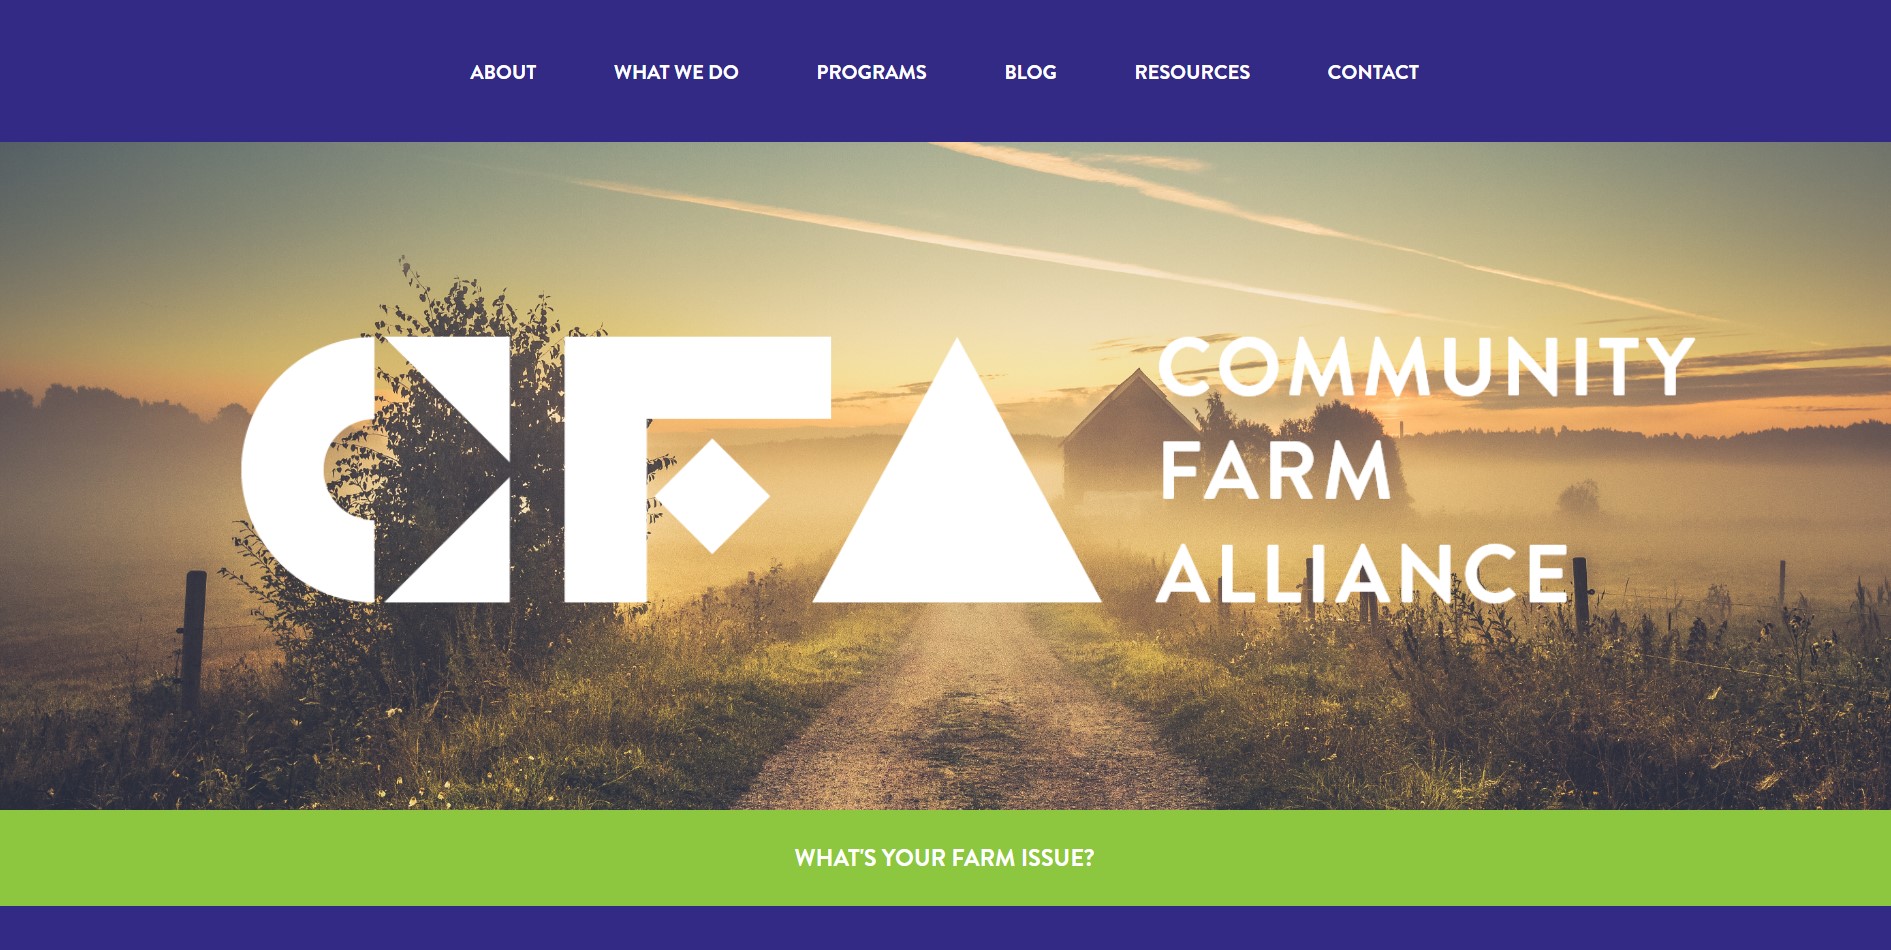 ABOUT WHAT WE DO PROGRAMS BLOG RESOURCES CONTACT
CFA
COMMUNITY
FARM
ALLIANCE
WHAT'S YOUR FARM ISSUE?